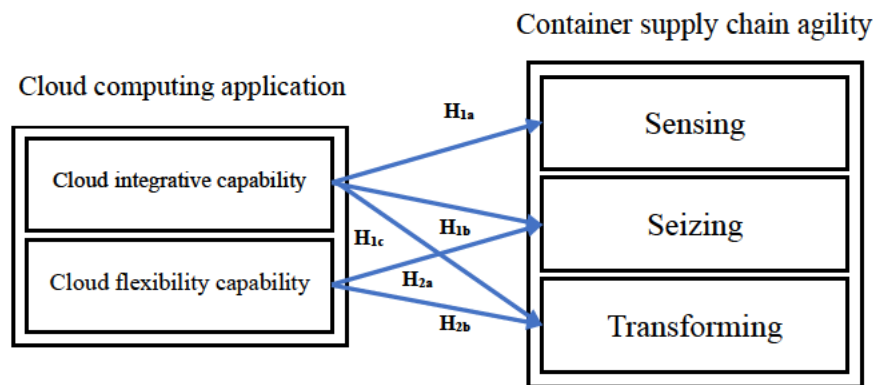 Container supply chain agility
Cloud computing application
H1a
Sensing
Cloud integrative capability
H1b
Seizing
H1c
Cloud flexibility capability
H2a
H2b
Transforming